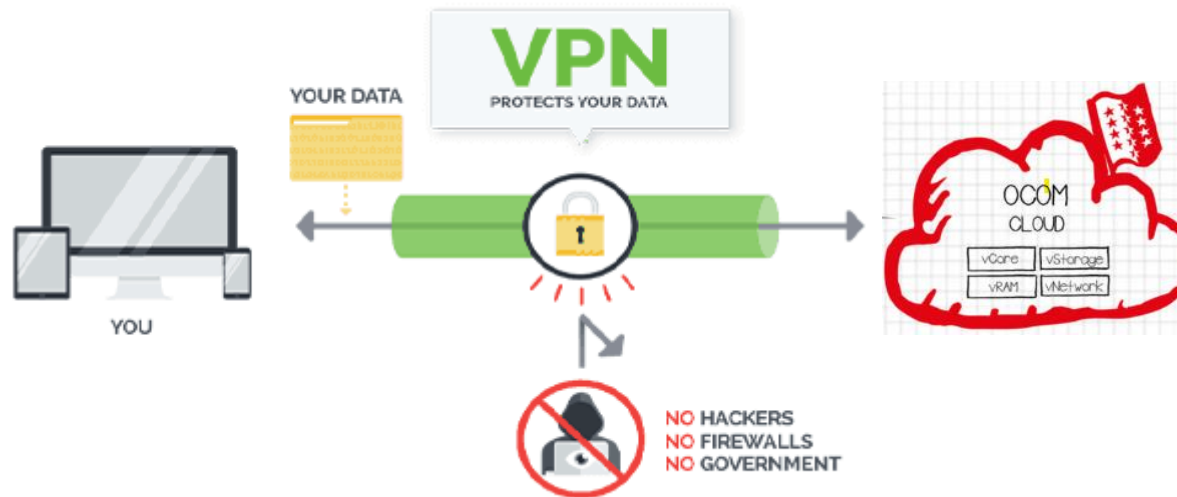 VPN
PROTECTS YOUR DATA
YOUR DATA
YOU
OCOM
CLOUD
vCore
vStorage
vRAM
vNetwork
NO HACKERS
NO FIREWALLS
NO GOVERNMENT